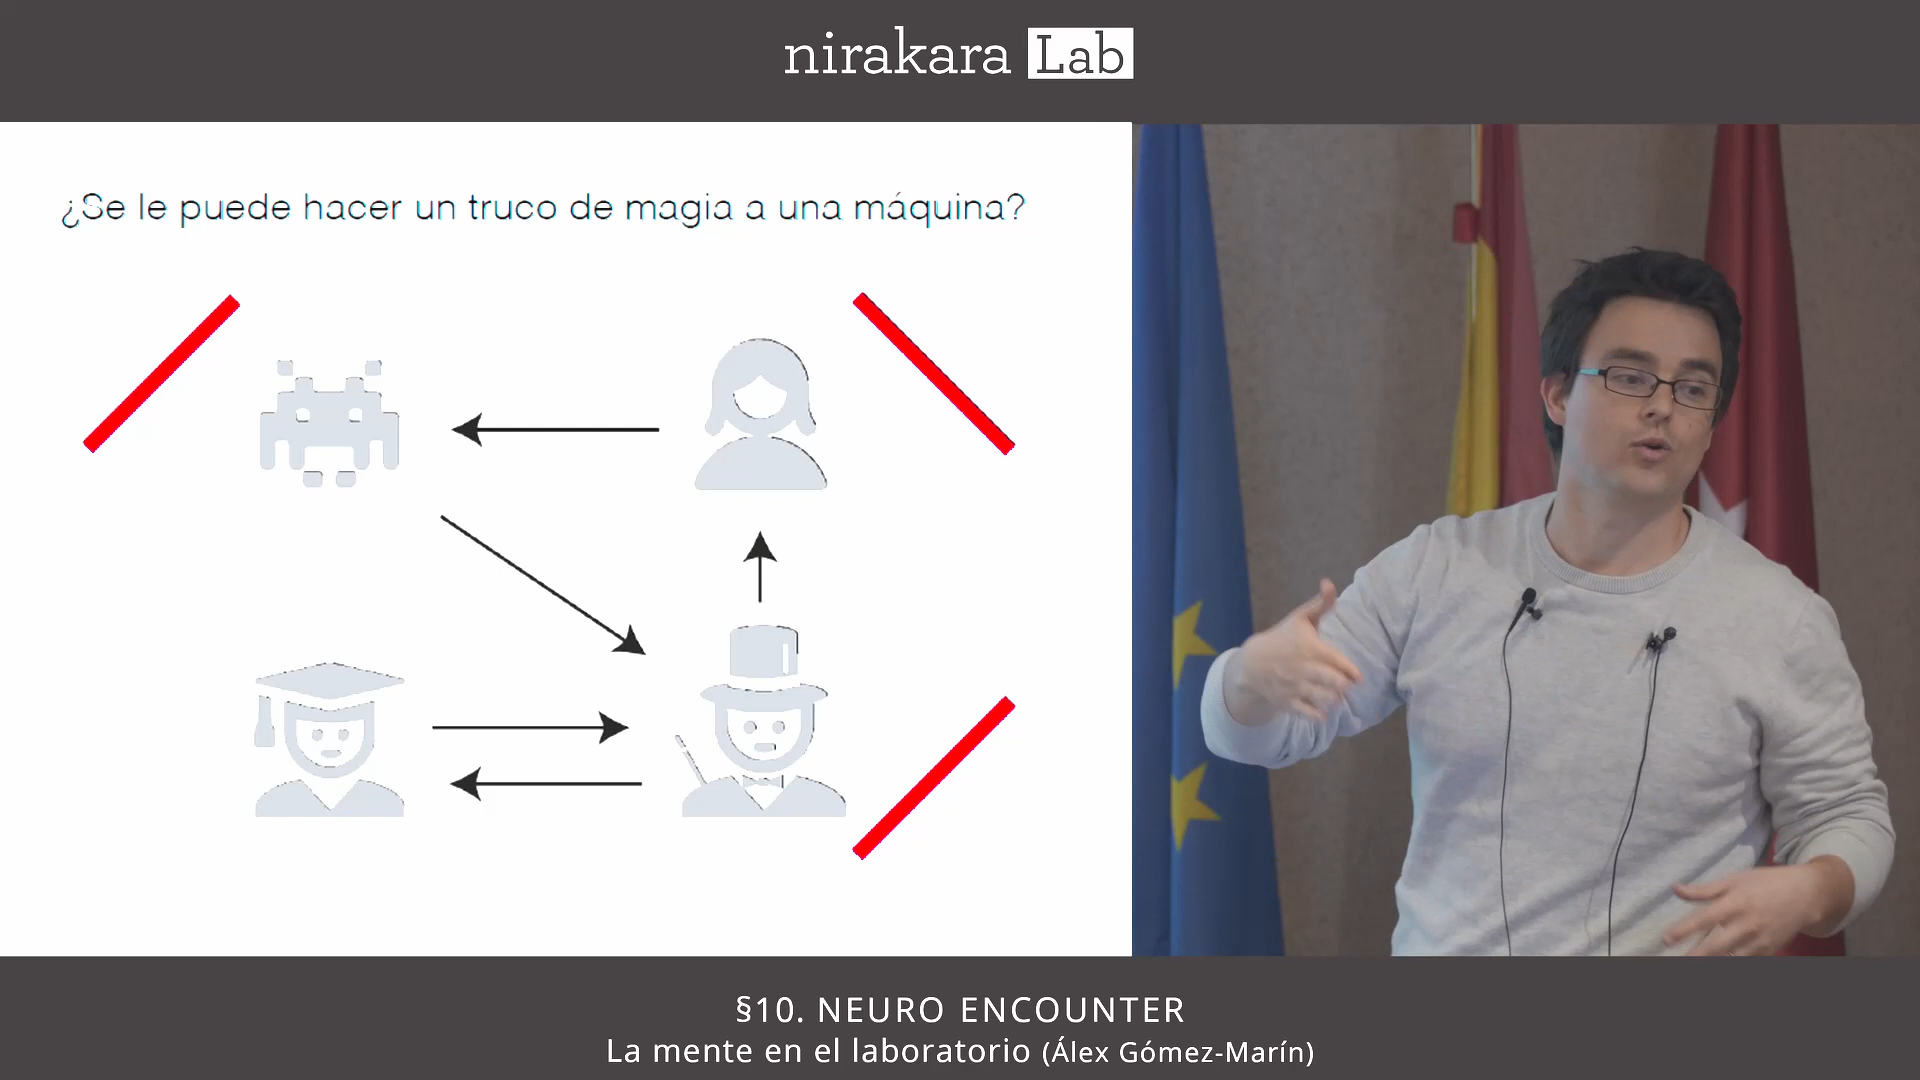 nirakara Lab
¿Se le puede hacer un truco de magia a una máquina?
§10. NEURO ENCOUNTER
La mente en el laboratorio (Álex Gómez-Marín)